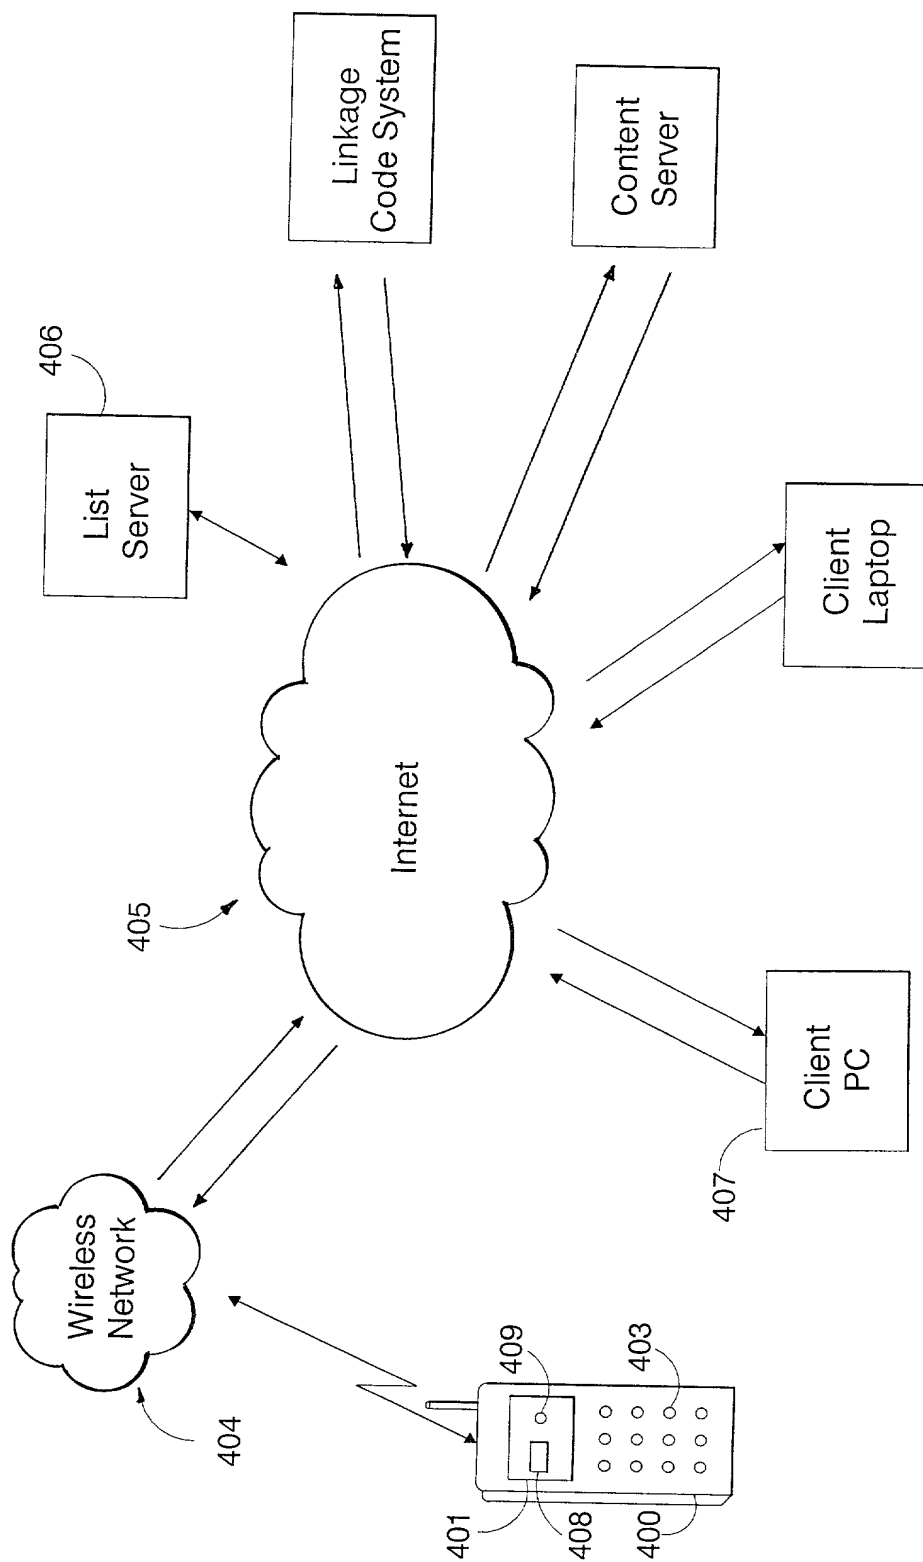 Wireless
Network
404
405
Internet
List
Server
406
Linkage
Code System
Content
Server
Client
Laptop
Client
PC
407
401
408
400
409
403